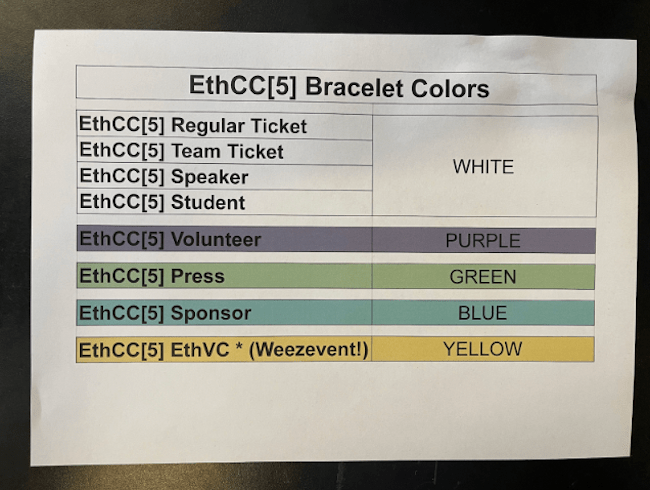 EthCC[5] Bracelet Colors
EthCC[5] Regular Ticket
EthCC[5] Team Ticket
EthCC[5] Speaker
EthCC[5] Student
WHITE
EthCC[5] Volunteer PURPLE
EthCC[5] Press GREEN
EthCC[5] Sponsor BLUE
EthCC[5] EthVC * (Weezevent!) YELLOW